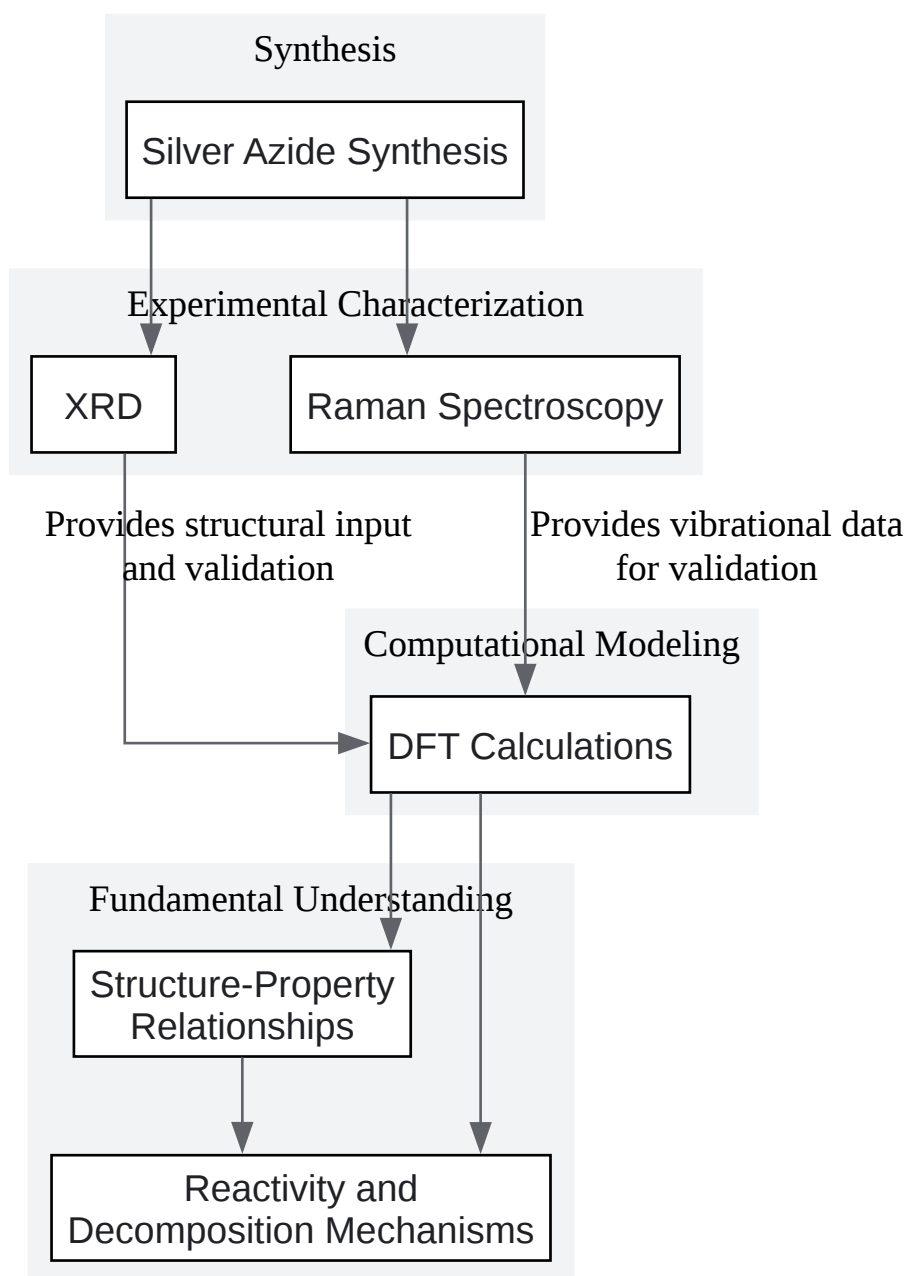 Synthesis
Silver Azide Synthesis
Experimental Characterization
XRD
Raman Spectroscopy
Provides structural input
and validation
Provides vibrational data
for validation
Computational Modeling
DFT Calculations
Fundamental Understanding
Structure-Property
Relationships
Reactivity and
Decomposition Mechanisms